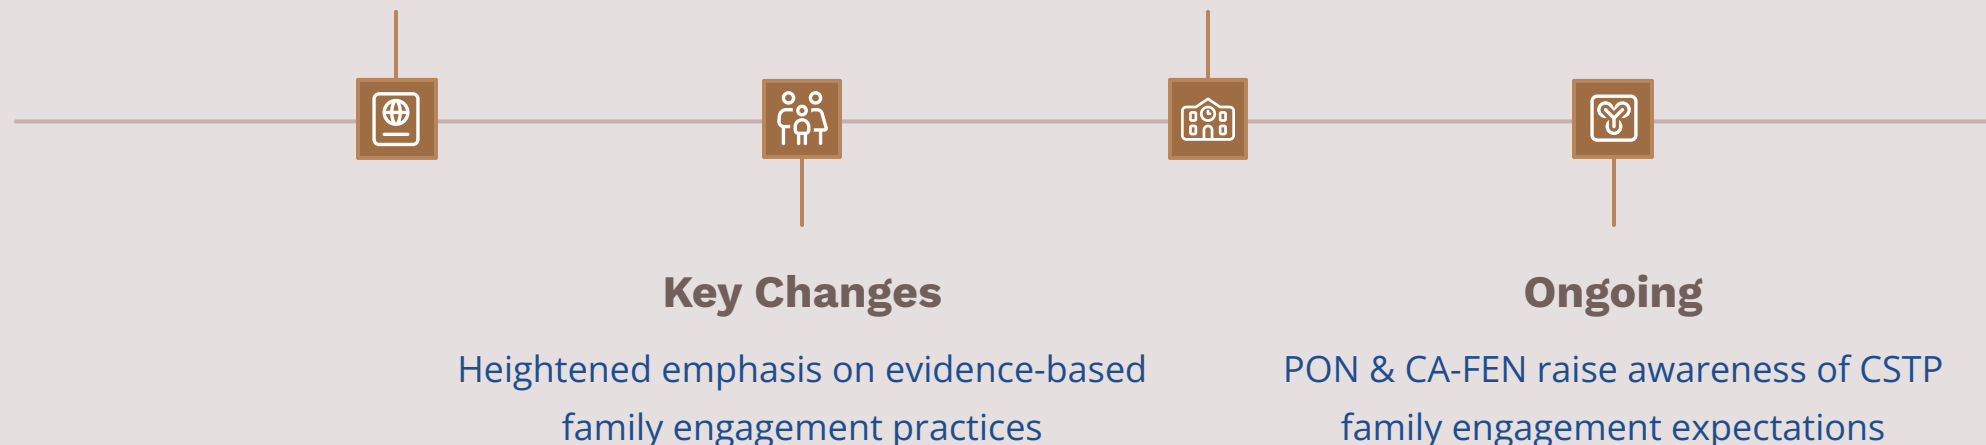 Key Changes
Heightened emphasis on evidence-based
family engagement practices
Ongoing
PON & CA-FEN raise awareness of CSTP
family engagement expectations